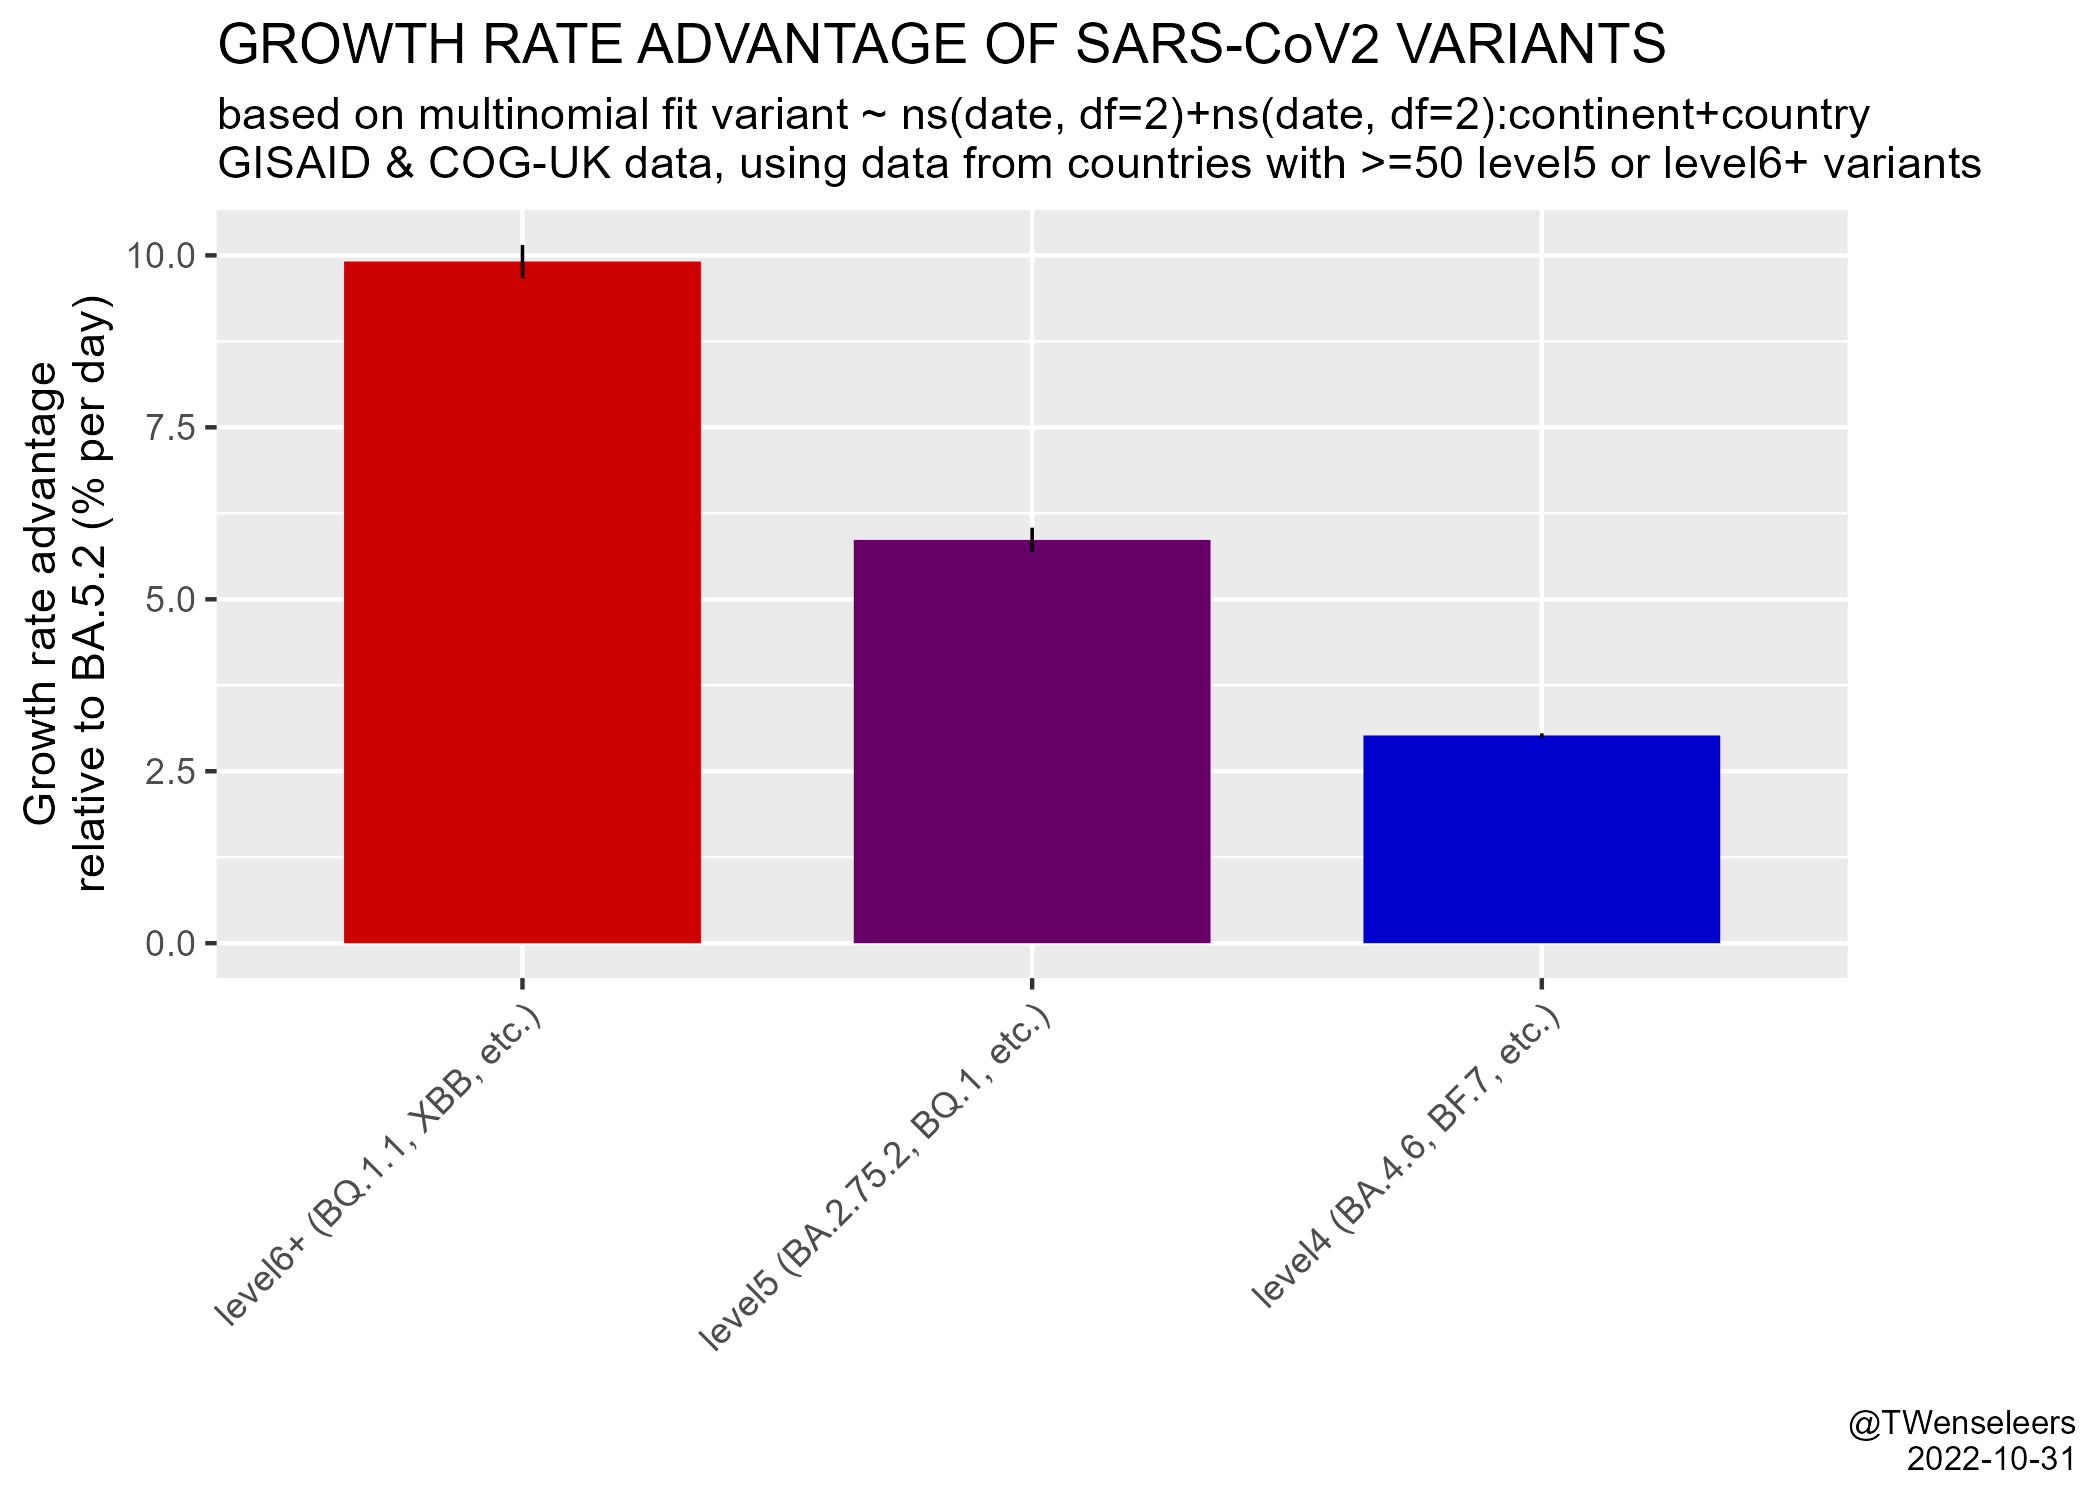 GROWTH RATE ADVANTAGE OF SARS-CoV2 VARIANTS
based on multinomial fit variant ~ ns(date, df=2)+ns(date, df=2):continent+country
GISAID & COG-UK data, using data from countries with >=50 level5 or level6+ variants
Growth rate advantage
relative to BA.5.2 (% per day)
10.0
7.5
5.0
2.5
0.0
level6+ (BQ.1.1, XBB, etc.)
level5 (BA.2.75.2, BQ.1, etc.)
level4 (BA.4.6, BF.7, etc.)
@TWenseleers
2022-10-31